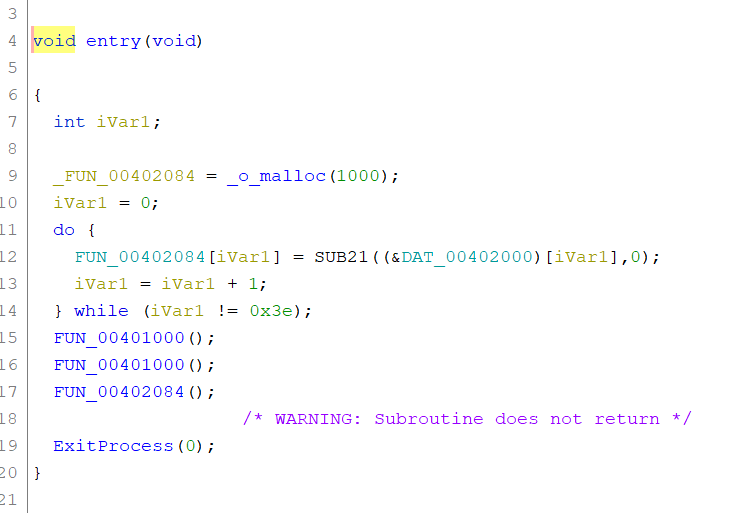 3
4 void entry(void)
5
6 {
7 int iVar1;
8
9 _FUN_00402084 = _o_malloc(1000);
10 iVar1 = 0;
11 do {
12 FUN_00402084[iVar1] = SUB21((&DAT_00402000)[iVar1],0);
13 iVar1 = iVar1 + 1;
14 } while (iVar1 != 0x3e);
15 FUN_00401000();
16 FUN_00401000();
17 FUN_00402084();
18 /* WARNING: Subroutine does not return */
19 ExitProcess(0);
20 }
21